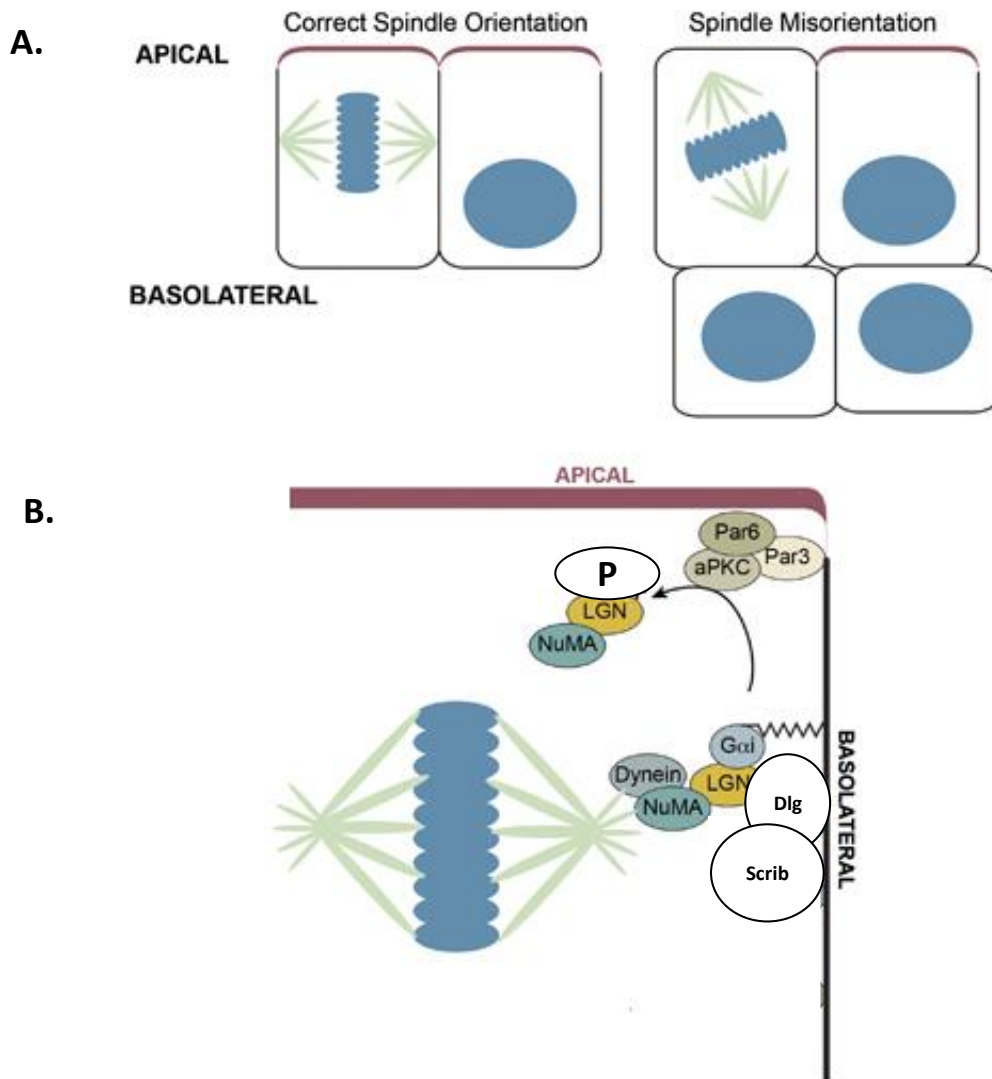 A.
Correct Spindle Orientation
Spindle Misorientation
APICAL
BASOLATERAL
B.
APICAL
Par6
Par3
aPKC
P
LGN
NuMA
Gαi
Dynein
LGN
NuMA
Dlg
Scrib
BASOLATERAL